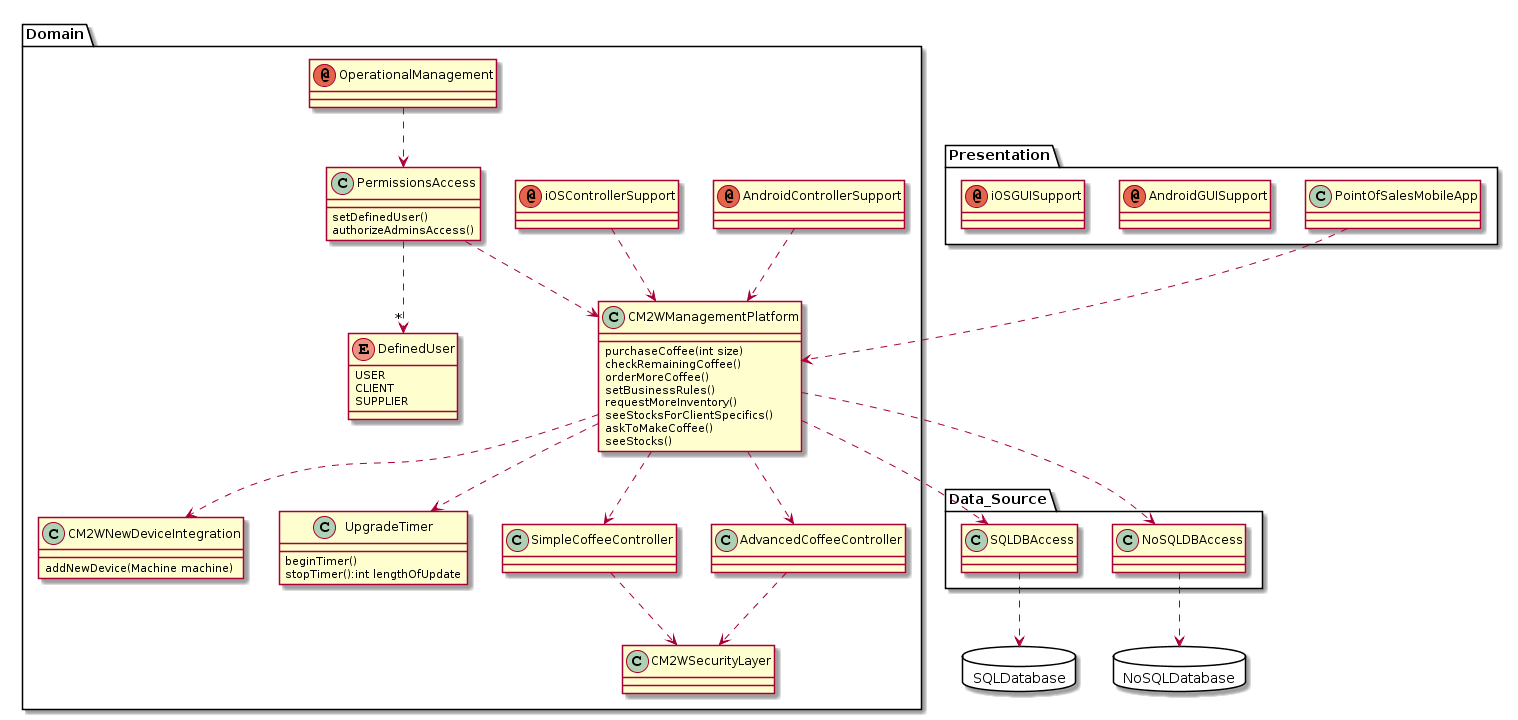 Domain
@ OperationalManagement
C PermissionsAccess
setDefinedUser()
authorizeAdminsAccess()
@ iOSControllerSupport
@ AndroidControllerSupport
Presentation
@ iOSGUISupport
@ AndroidGUISupport
C PointOfSalesMobileApp
*
E DefinedUser
USER
CLIENT
SUPPLIER
C CM2WManagementPlatform
purchaseCoffee(int size)
checkRemainingCoffee()
orderMoreCoffee()
setBusinessRules()
requestMoreInventory()
seeStocksForClientSpecifics()
askToMakeCoffee()
seeStocks()
C CM2WNewDeviceIntegration
addNewDevice(Machine machine)
C UpgradeTimer
beginTimer()
stopTimer():int lengthOfUpdate
C SimpleCoffeeController
C AdvancedCoffeeController
Data_Source
C SQLDBAccess
C NoSQLDBAccess
C CM2WSecurityLayer
SQLDatabase
NoSQLDatabase